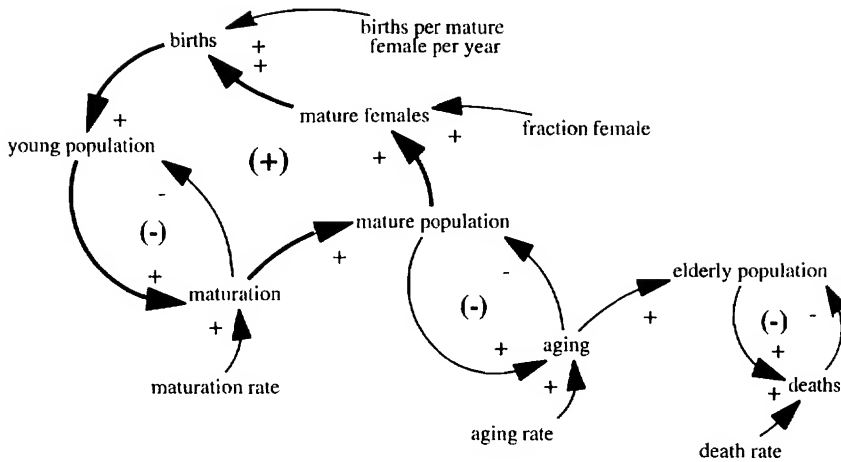 births
births per mature
female per year
+
+
mature females
fraction female
+
young population
(+)
+
+
-
(-)
mature population
+
+
maturation
+
maturation rate
-
(-)
elderly population
+
aging
+
+
aging rate
(-)
-
+
deaths
+
death rate